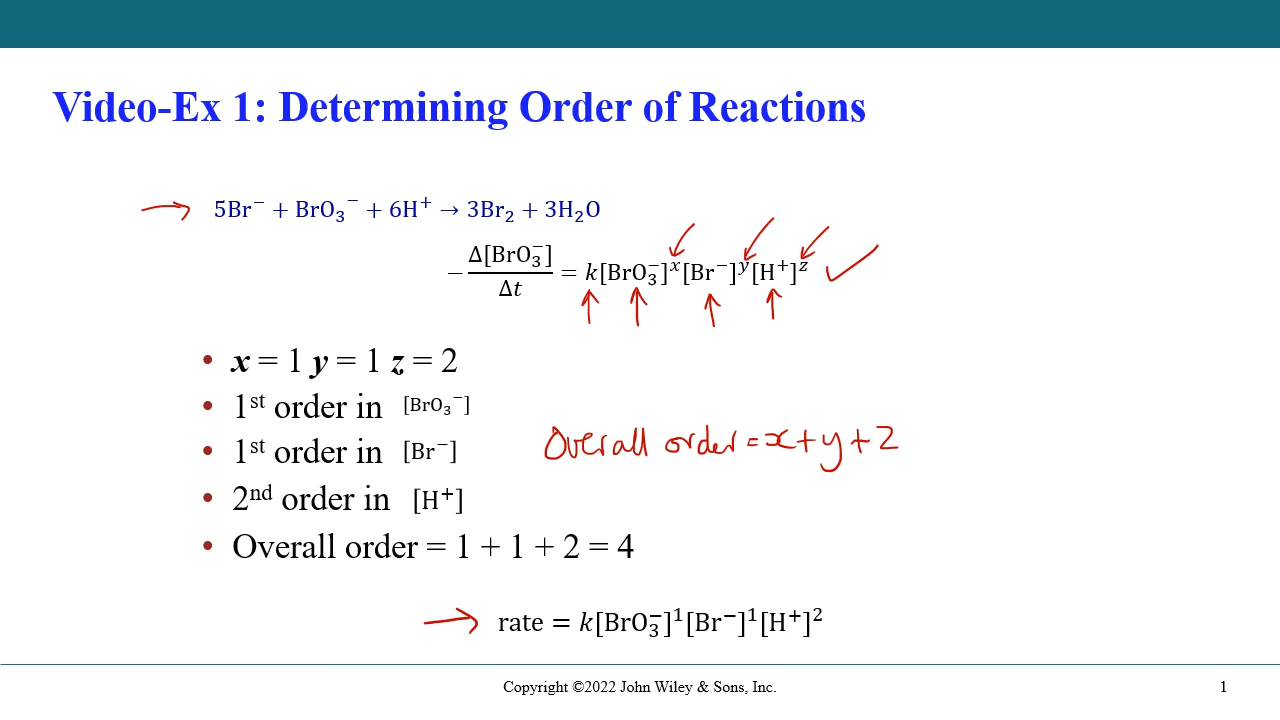 Video-Ex 1: Determining Order of Reactions
5Br⁻ + BrO₃⁻ + 6H⁺ → 3Br₂ + 3H₂O
−Δ[BrO₃⁻]/Δt = k[BrO₃⁻]ˣ[Br⁻]ʸ[H⁺]ᶻ
• x = 1 y = 1 z = 2
• 1st order in [BrO₃⁻]
• 1st order in [Br⁻]
Overall order = x + y + z
• 2nd order in [H⁺]
• Overall order = 1 + 1 + 2 = 4
rate = k[BrO₃⁻]¹[Br⁻]¹[H⁺]²
Copyright ©2022 John Wiley & Sons, Inc.
1